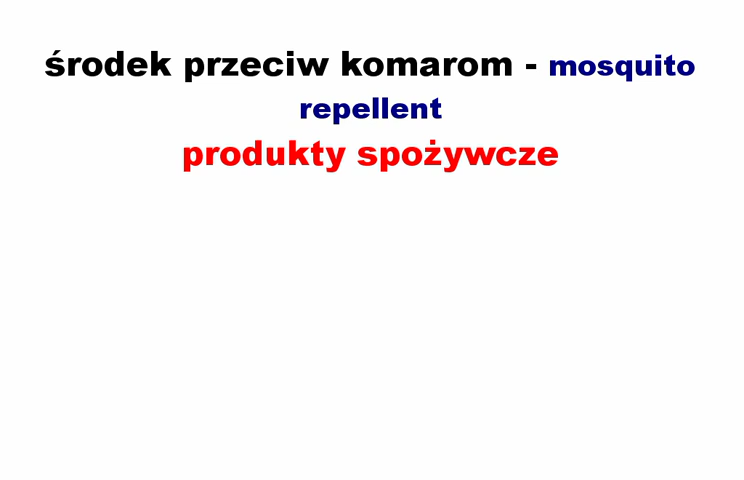 środek przeciw komarom - mosquito
repellent
produkty spożywcze